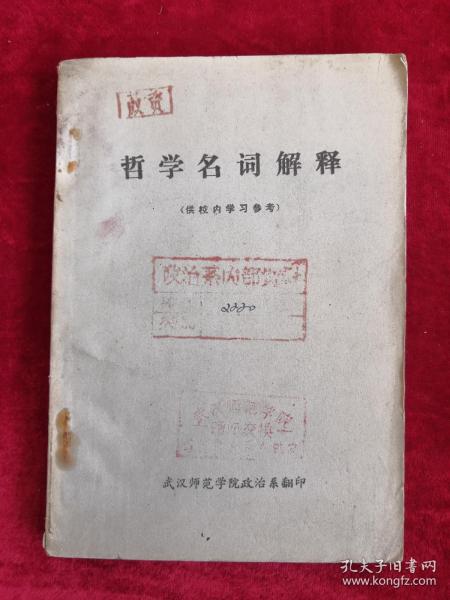 政资
哲学名词解释
(供校内学习参考)
政治系内部
2220
武汉师范学院政治系翻印
孔夫子旧书网
www.kongfz.com